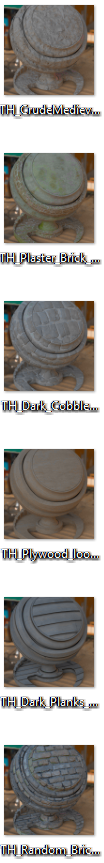 TH_CrudeMediev...
TH_Plaster_Brick_...
TH_Dark_Cobble...
TH_Plywood_loo...
TH_Dark_Planks_...
TH_Random_Bric...